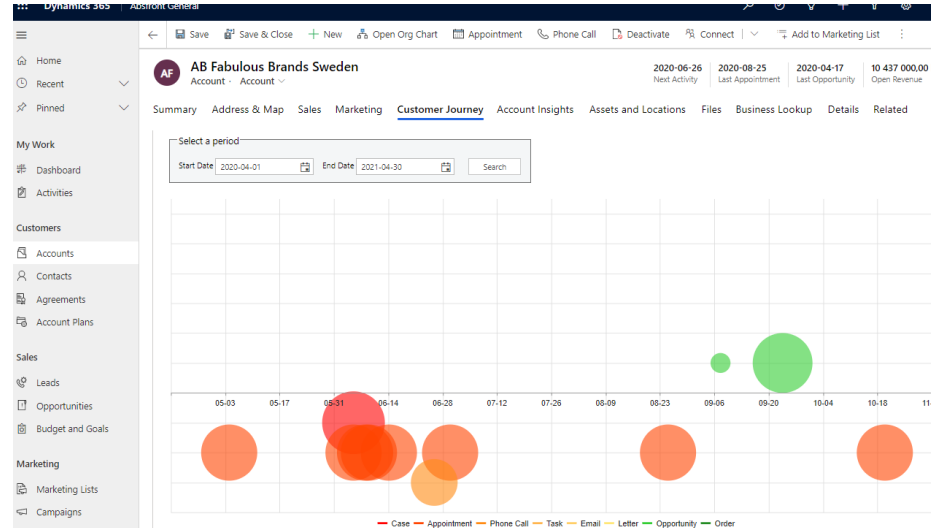 Dynamics 365 Absfront General
Save Save & Close New Open Org Chart Appointment Phone Call Deactivate Connect Add to Marketing List
Home
Recent
Pinned
My Work
Dashboard
Activities
Customers
Accounts
Contacts
Agreements
Account Plans
Sales
Leads
Opportunities
Budget and Goals
Marketing
Marketing Lists
Campaigns
AF
AB Fabulous Brands Sweden
Account · Account
2020-06-26 2020-08-25 2020-04-17 10 437 000,00
Next Activity Last Appointment Last Opportunity Open Revenue
Summary Address & Map Sales Marketing Customer Journey Account Insights Assets and Locations Files Business Lookup Details Related
Select a period
Start Date 2020-04-01 End Date 2021-04-30 Search
05-03 05-17 05-31 06-14 06-28 07-12 07-26 08-09 08-23 09-06 09-20 10-04 10-18 11
Case Appointment Phone Call Task Email Letter Opportunity Order